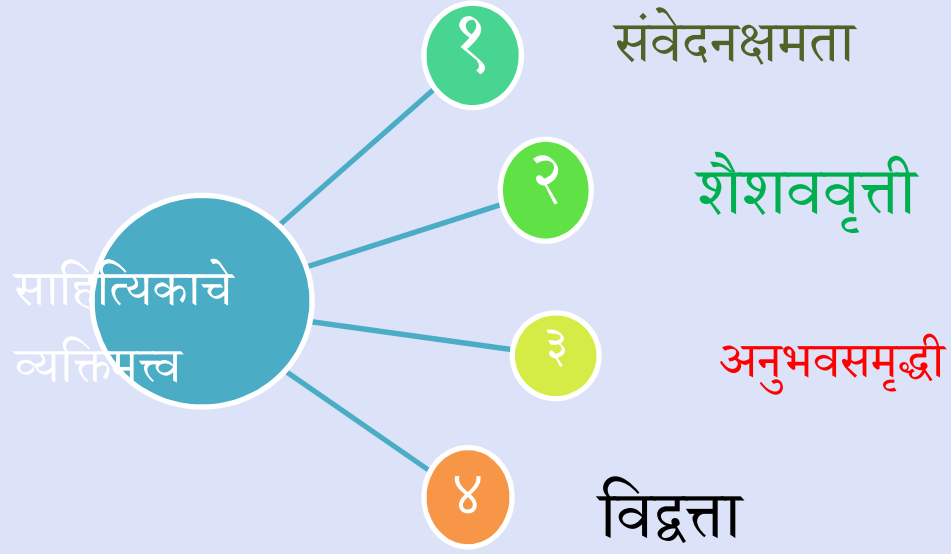 साहित्यिकाचे
व्यक्तिमत्त्व
१
संवेदनक्षमता
२
शैशववृत्ती
३
अनुभवसमृद्धी
४
विद्वत्ता